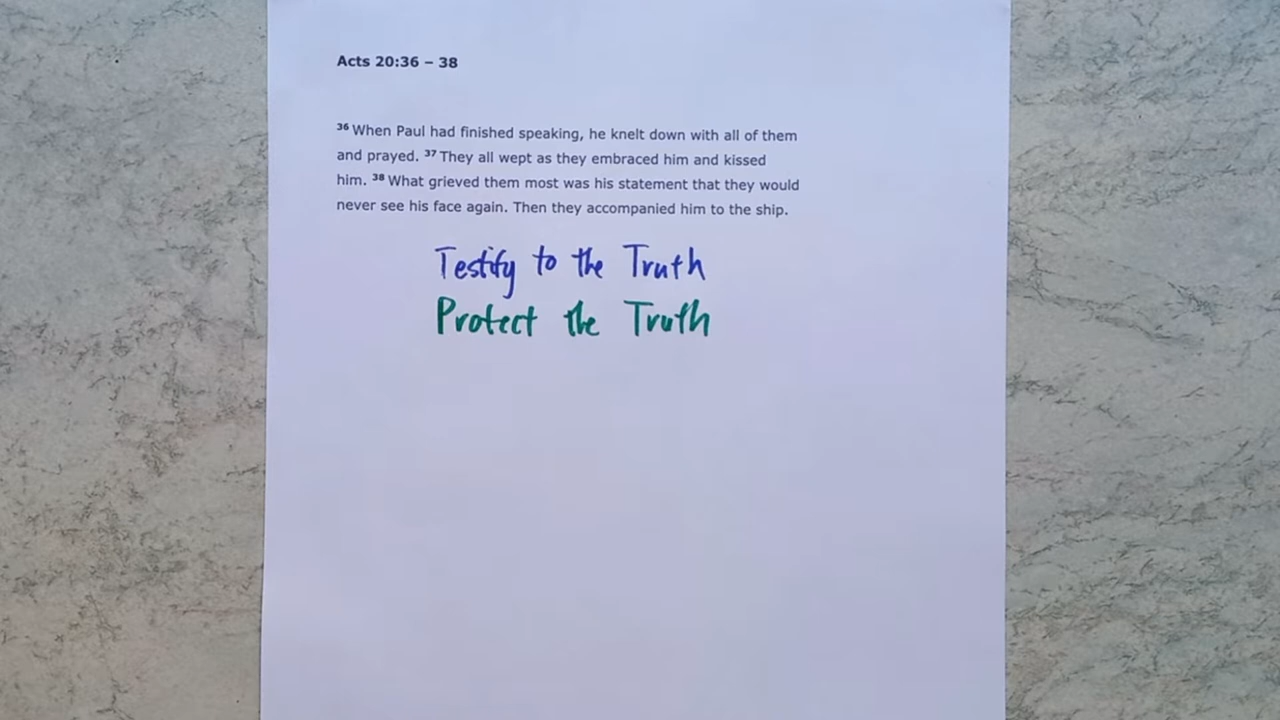 Acts 20:36 – 38
36 When Paul had finished speaking, he knelt down with all of them
and prayed. 37 They all wept as they embraced him and kissed
him. 38 What grieved them most was his statement that they would
never see his face again. Then they accompanied him to the ship.
Testify to the Truth
Protect the Truth